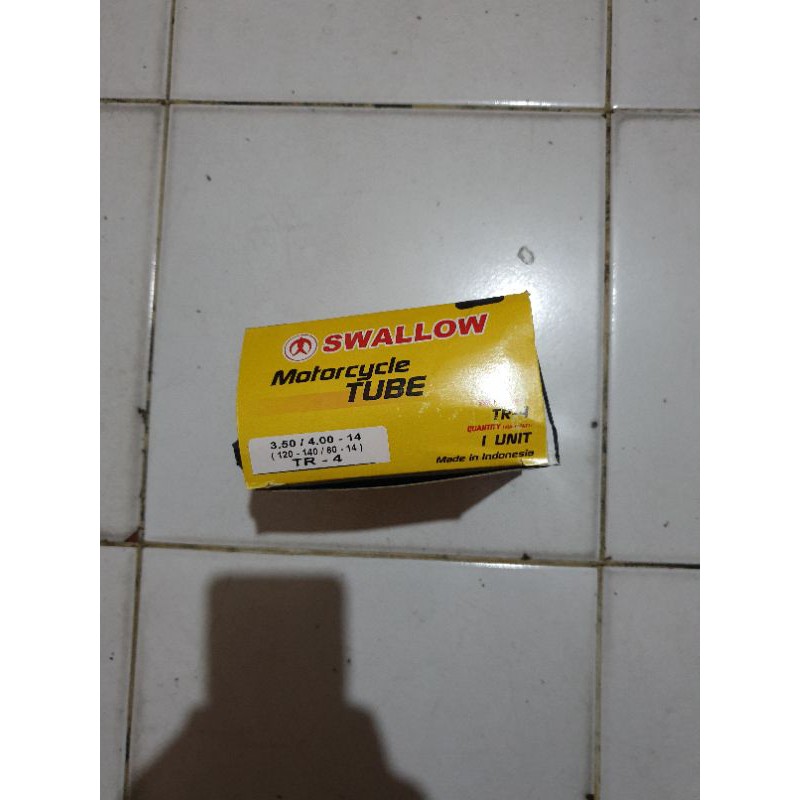 SWALLOW
Motorcycle
TUBE
3.50 / 4.00 - 14
( 120 - 140 / 80 - 14 )
TR - 4
TR-4
QUANTITY
1 UNIT
Made in Indonesia